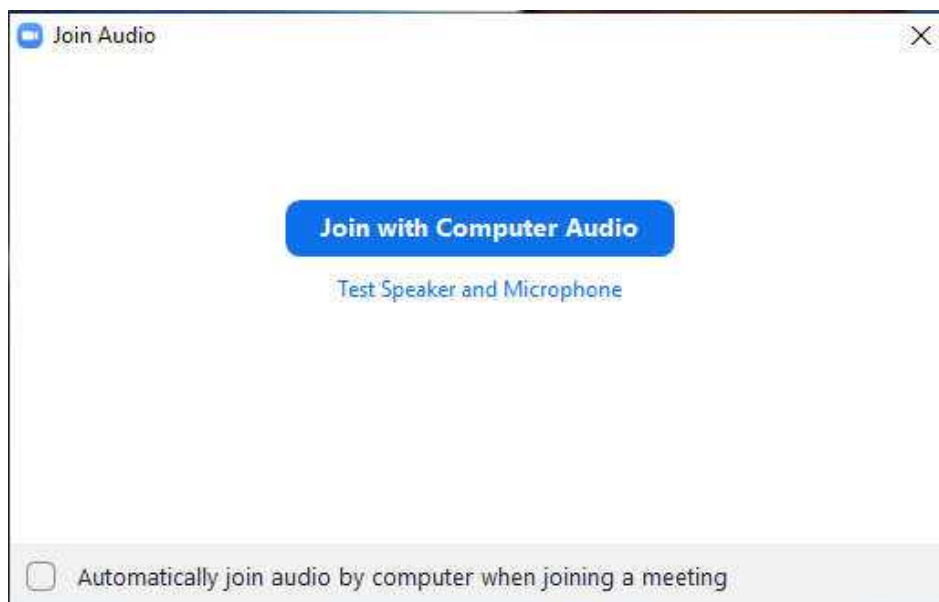 Join Audio
Join with Computer Audio
Test Speaker and Microphone
Automatically join audio by computer when joining a meeting